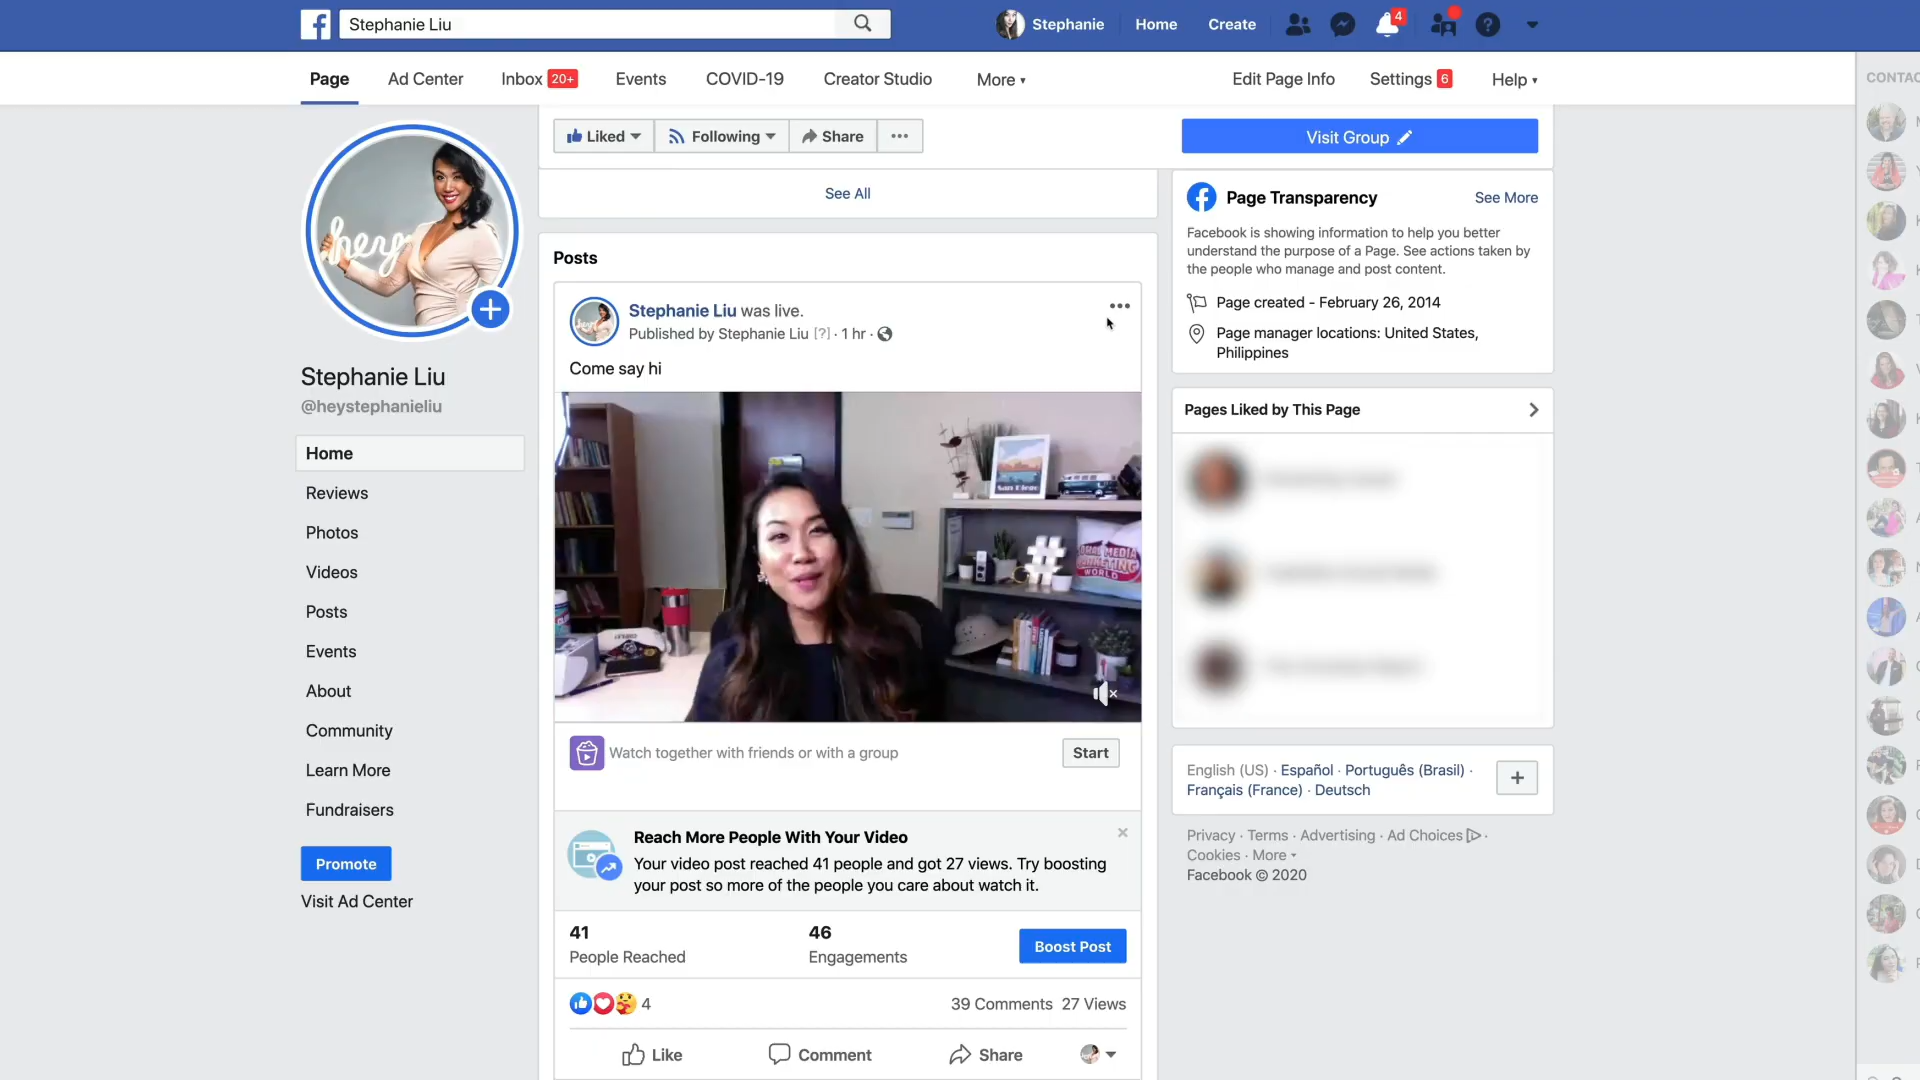 Stephanie Liu
Stephanie
Home
Create
4
Page
Ad Center
Inbox 20+
Events
COVID-19
Creator Studio
More
Edit Page Info
Settings 6
Help
Liked
Following
Share
Visit Group
See All
CONTAC
Stephanie Liu
@heystephanieliu
Home
Reviews
Photos
Videos
Posts
Events
About
Community
Learn More
Fundraisers
Promote
Visit Ad Center
Posts
Stephanie Liu was live.
Published by Stephanie Liu [?] · 1 hr ·
Come say hi
San Diego
SOCIAL MEDIA
MARKETING
WORLD
Watch together with friends or with a group
Start
Reach More People With Your Video
Your video post reached 41 people and got 27 views. Try boosting
your post so more of the people you care about watch it.
41
People Reached
46
Engagements
Boost Post
4
39 Comments 27 Views
Like
Comment
Share
Page Transparency
See More
Facebook is showing information to help you better
understand the purpose of a Page. See actions taken by
the people who manage and post content.
Page created - February 26, 2014
Page manager locations: United States,
Philippines
Pages Liked by This Page
English (US) · Español · Português (Brasil) ·
Français (France) · Deutsch
Privacy · Terms · Advertising · Ad Choices ·
Cookies · More
Facebook © 2020